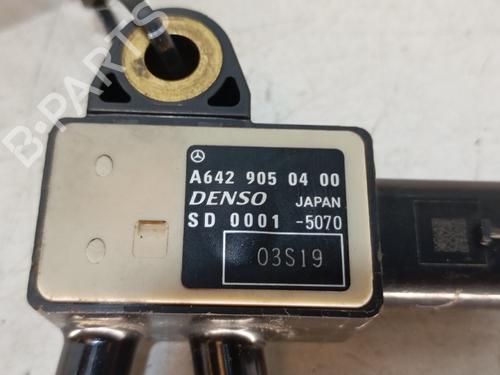 B-PARTS
A642 905 04 00
DENSO JAPAN
SD 0001 -5070
03S19